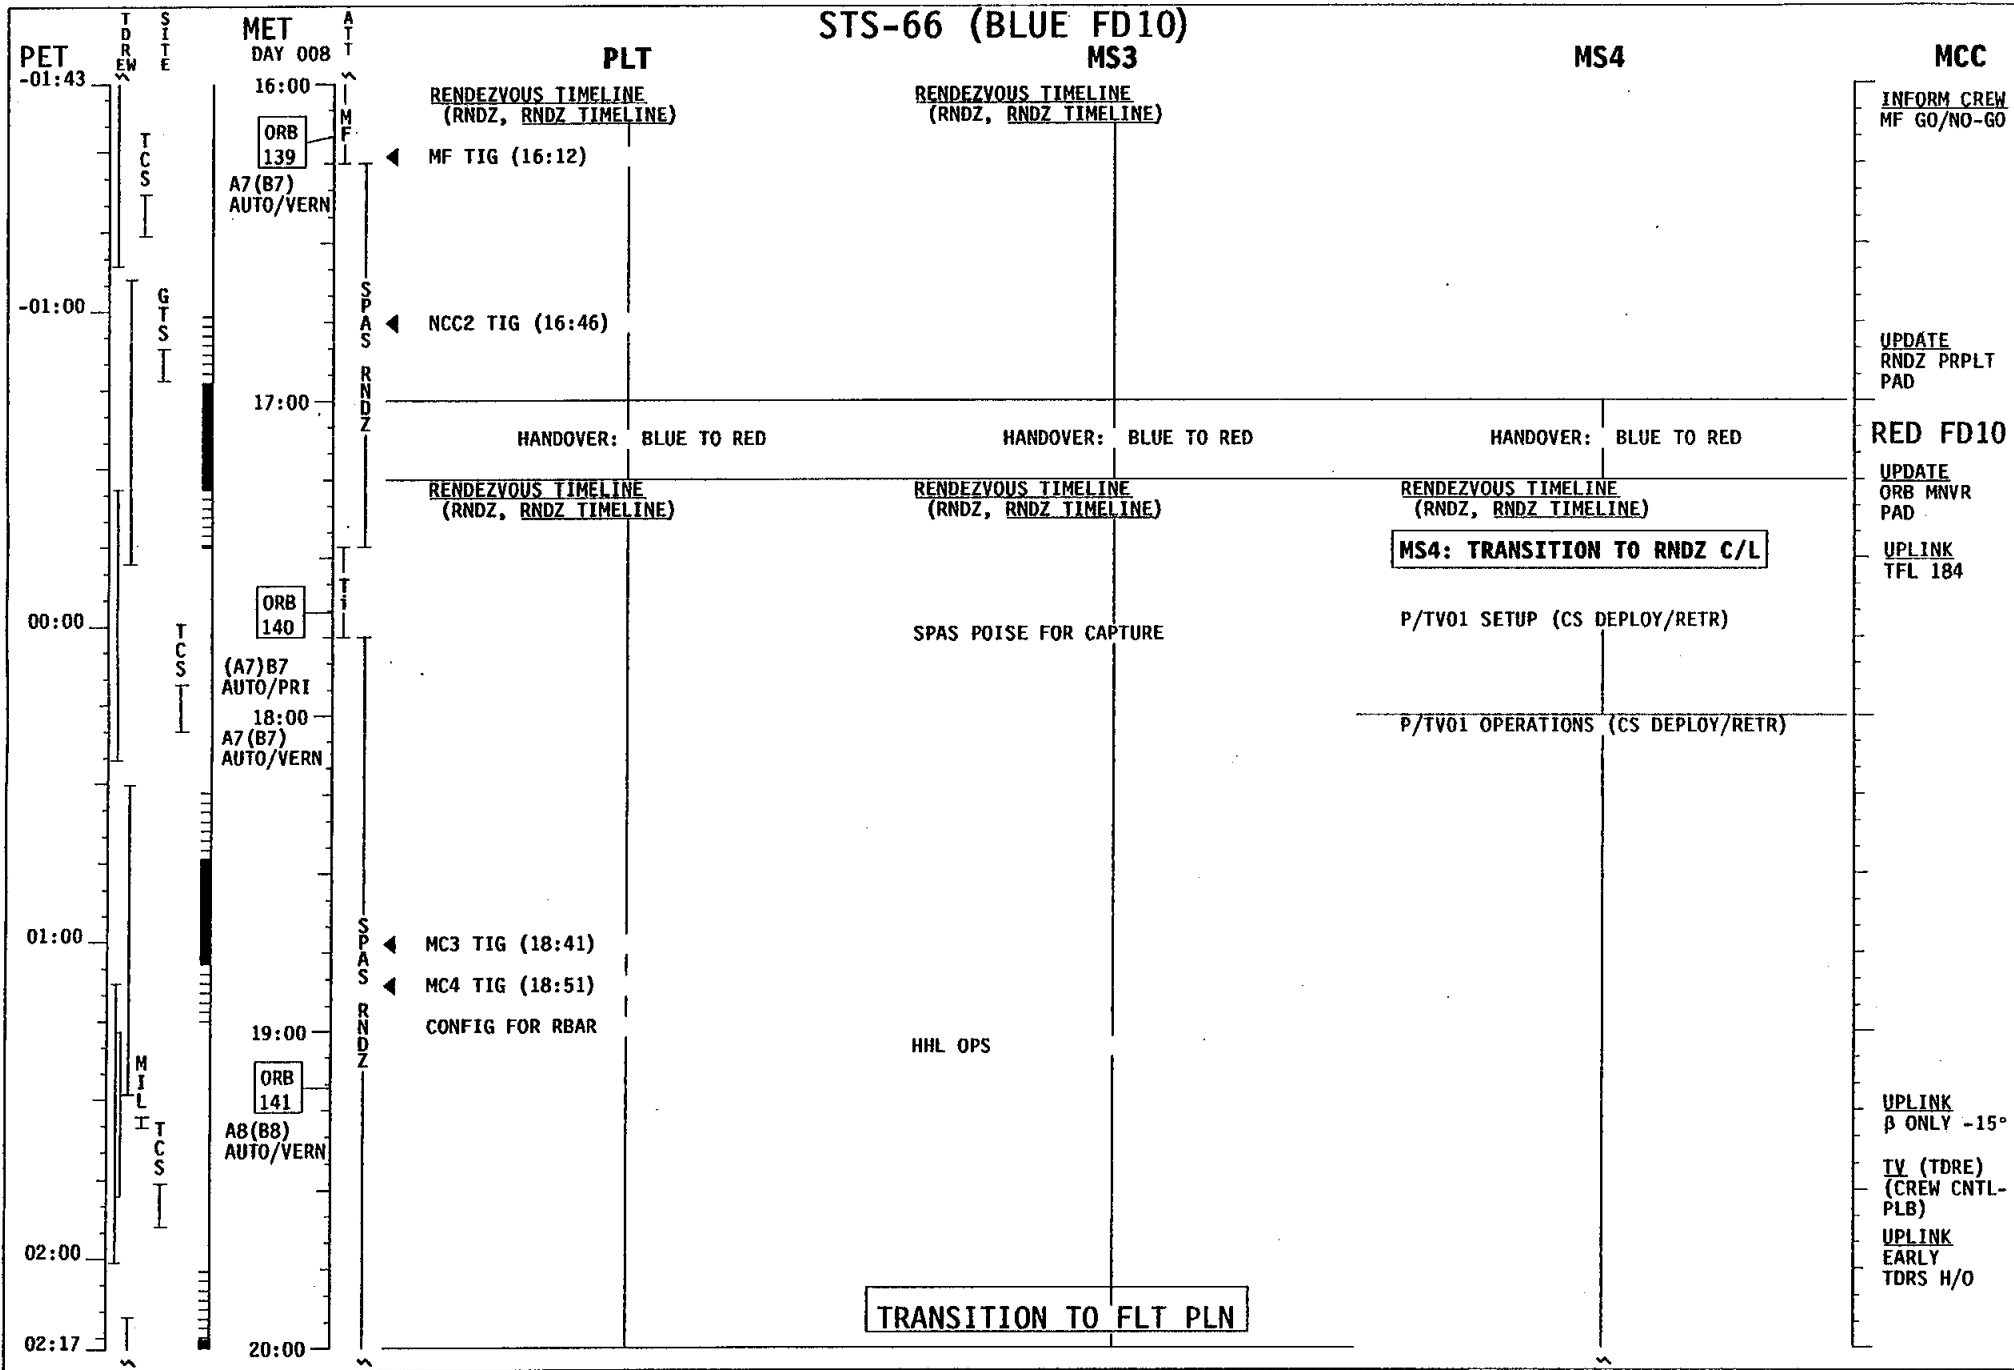 STS-66 (BLUE FD10)
PET
TDREW
SITE
MET
DAY 008
ATT
PLT
MS3
MS4
MCC
-01:43
-01:00
00:00
01:00
02:00
02:17
TCS
GTS
TCS
MIL
TCS
16:00
ORB
139
A7(B7)
AUTO/VERN
17:00
ORB
140
(A7)B7
AUTO/PRI
18:00
A7(B7)
AUTO/VERN
19:00
ORB
141
A8(B8)
AUTO/VERN
20:00
MF
SPAS RNDZ
Ti
SPAS RNDZ
RENDEZVOUS TIMELINE
(RNDZ, RNDZ TIMELINE)
MF TIG (16:12)
NCC2 TIG (16:46)
HANDOVER: BLUE TO RED
RENDEZVOUS TIMELINE
(RNDZ, RNDZ TIMELINE)
MC3 TIG (18:41)
MC4 TIG (18:51)
CONFIG FOR RBAR
RENDEZVOUS TIMELINE
(RNDZ, RNDZ TIMELINE)
HANDOVER: BLUE TO RED
RENDEZVOUS TIMELINE
(RNDZ, RNDZ TIMELINE)
SPAS POISE FOR CAPTURE
HHL OPS
TRANSITION TO FLT PLN
HANDOVER: BLUE TO RED
RENDEZVOUS TIMELINE
(RNDZ, RNDZ TIMELINE)
MS4: TRANSITION TO RNDZ C/L
P/TV01 SETUP (CS DEPLOY/RETR)
P/TV01 OPERATIONS (CS DEPLOY/RETR)
INFORM CREW
MF GO/NO-GO
UPDATE
RNDZ PRPLT
PAD
RED FD10
UPDATE
ORB MNVR
PAD
UPLINK
TFL 184
UPLINK
β ONLY -15°
TV (TDRE)
(CREW CNTL-
PLB)
UPLINK
EARLY
TDRS H/O